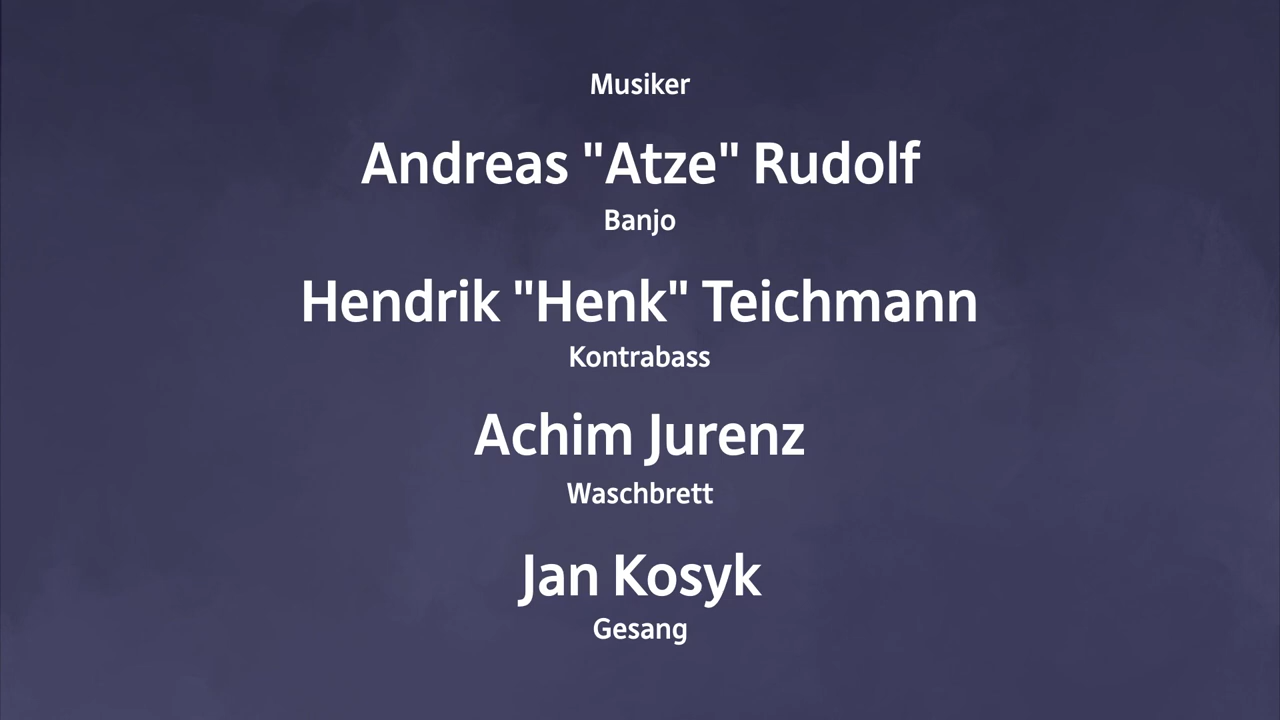 Musiker
Andreas "Atze" Rudolf
Banjo
Hendrik "Henk" Teichmann
Kontrabass
Achim Jurenz
Waschbrett
Jan Kosyk
Gesang